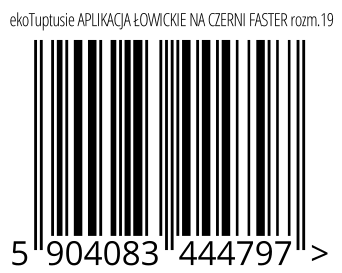 ekoTuptusie APLIKACJA ŁOWICKIE NA CZERNI FASTER rozm.19
5 904083 444797 >